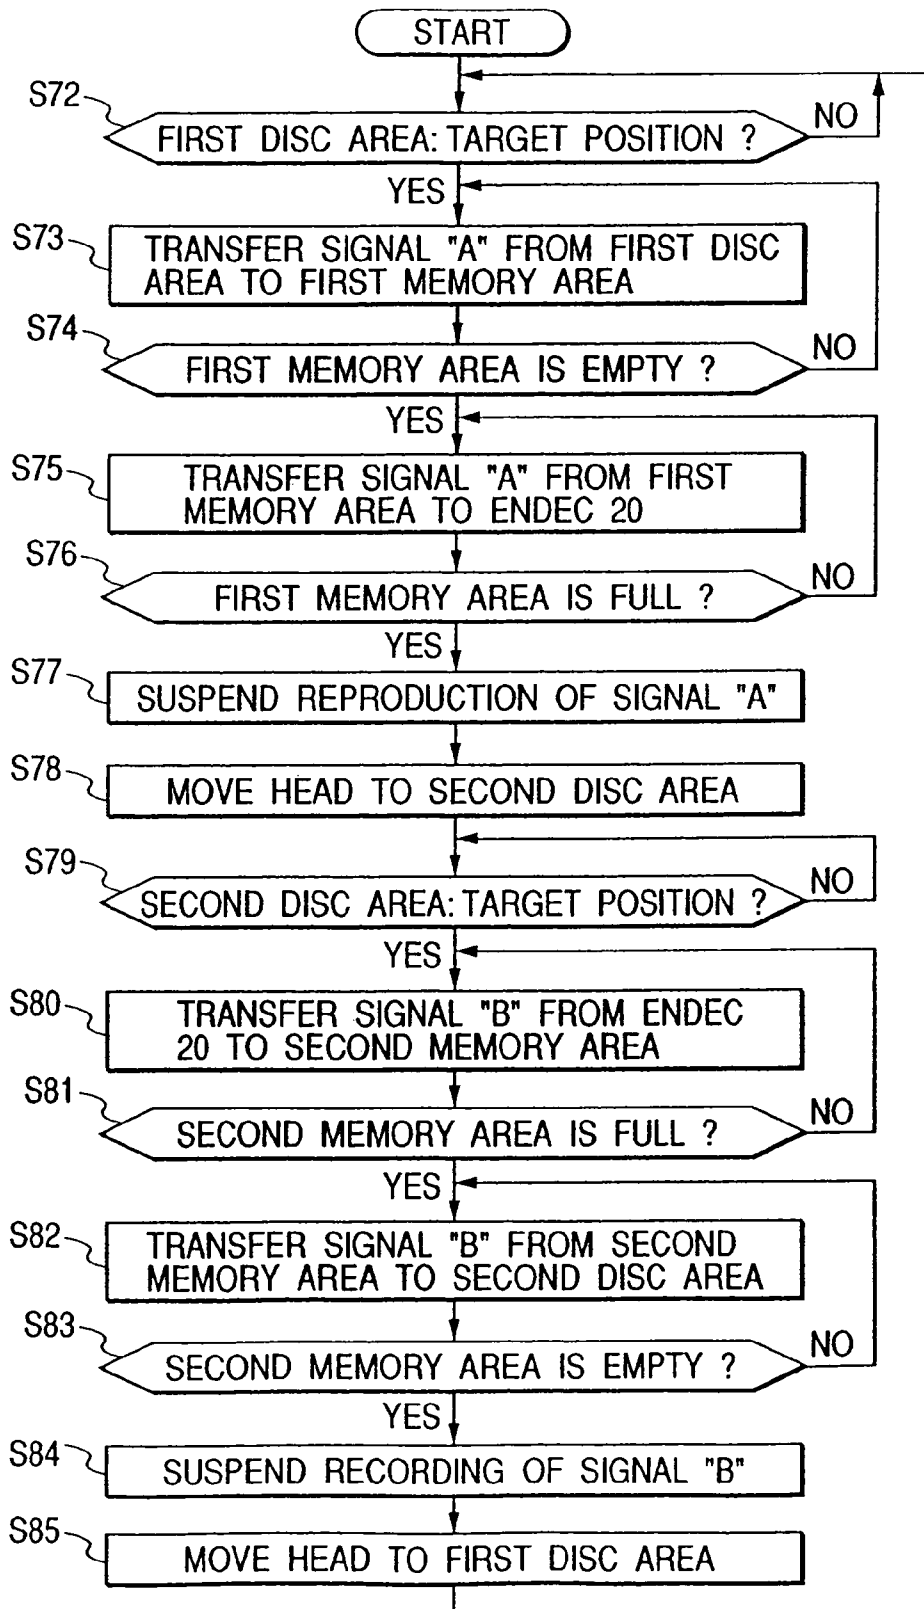 START
S72
FIRST DISC AREA: TARGET POSITION ?
NO
YES
S73
TRANSFER SIGNAL "A" FROM FIRST DISC
AREA TO FIRST MEMORY AREA
S74
FIRST MEMORY AREA IS EMPTY ?
NO
YES
S75
TRANSFER SIGNAL "A" FROM FIRST
MEMORY AREA TO ENDEC 20
S76
FIRST MEMORY AREA IS FULL ?
NO
YES
S77
SUSPEND REPRODUCTION OF SIGNAL "A"
S78
MOVE HEAD TO SECOND DISC AREA
S79
SECOND DISC AREA: TARGET POSITION ?
NO
YES
S80
TRANSFER SIGNAL "B" FROM ENDEC
20 TO SECOND MEMORY AREA
S81
SECOND MEMORY AREA IS FULL ?
NO
YES
S82
TRANSFER SIGNAL "B" FROM SECOND
MEMORY AREA TO SECOND DISC AREA
S83
SECOND MEMORY AREA IS EMPTY ?
NO
YES
S84
SUSPEND RECORDING OF SIGNAL "B"
S85
MOVE HEAD TO FIRST DISC AREA